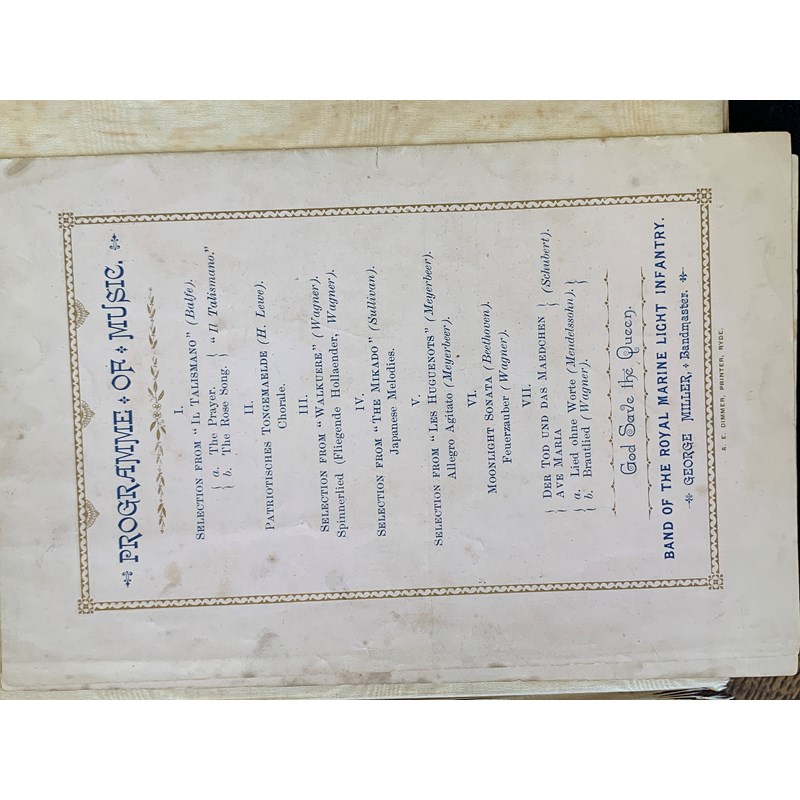 PROGRAMME OF MUSIC.
I.
SELECTION FROM "IL TALISMANO" (Balfe).
{ a. The Prayer. } "Il Talismano."
{ b. The Rose Song. }
II.
PATRIOTISCHES TONGEMAELDE (H. Lewe).
Chorale.
III.
SELECTION FROM "WALKUERE" (Wagner).
Spinnerlied (Fliegende Hollaender, Wagner).
IV.
SELECTION FROM "THE MIKADO" (Sullivan).
Japanese Melodies.
V.
SELECTION FROM "LES HUGUENOTS" (Meyerbeer).
Allegro Agitato (Meyerbeer).
VI.
MOONLIGHT SONATA (Beethoven).
Feuerzauber (Wagner).
VII.
{ DER TOD UND DAS MAEDCHEN } (Schubert).
{ AVE MARIA }
{ a. Lied ohne Worte (Mendelssohn). }
{ b. Brautlied (Wagner). }
God Save the Queen.
BAND OF THE ROYAL MARINE LIGHT INFANTRY.
GEORGE MILLER, Bandmaster.
A. E. DIMMER, PRINTER, RYDE.